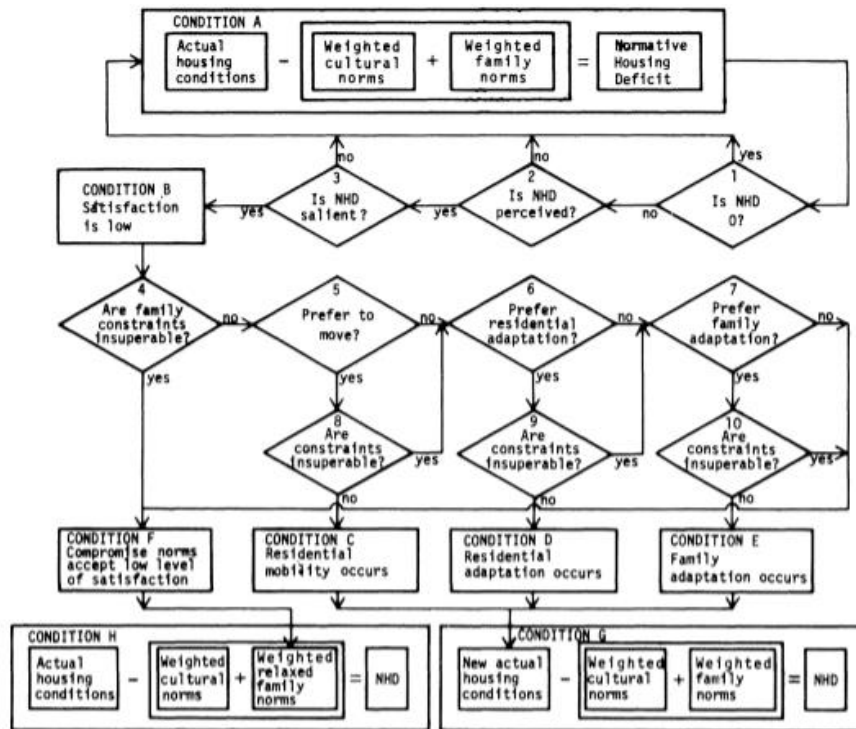 CONDITION A
Actual
housing
conditions
-
Weighted
cultural
norms
+
Weighted
family
norms
=
Normative
Housing
Deficit
no
no
yes
CONDITION B
Satisfaction
is low
yes
3
Is NHD
salient?
yes
2
Is NHD
perceived?
no
1
Is NHD
0?
4
Are family
constraints
insuperable?
no
5
Prefer to
move?
no
6
Prefer
residential
adaptation?
no
7
Prefer
family
adaptation?
no
yes
yes
yes
yes
8
Are
constraints
insuperable?
yes
9
Are
constraints
insuperable?
yes
10
Are
constraints
insuperable?
yes
no
no
no
CONDITION F
Compromise norms
accept low level
of satisfaction
CONDITION C
Residential
mobility occurs
CONDITION D
Residential
adaptation occurs
CONDITION E
Family
adaptation occurs
CONDITION H
Actual
housing
conditions
-
Weighted
cultural
norms
+
Weighted
relaxed
family
norms
=
NHD
CONDITION G
New actual
housing
conditions
-
Weighted
cultural
norms
+
Weighted
family
norms
=
NHD